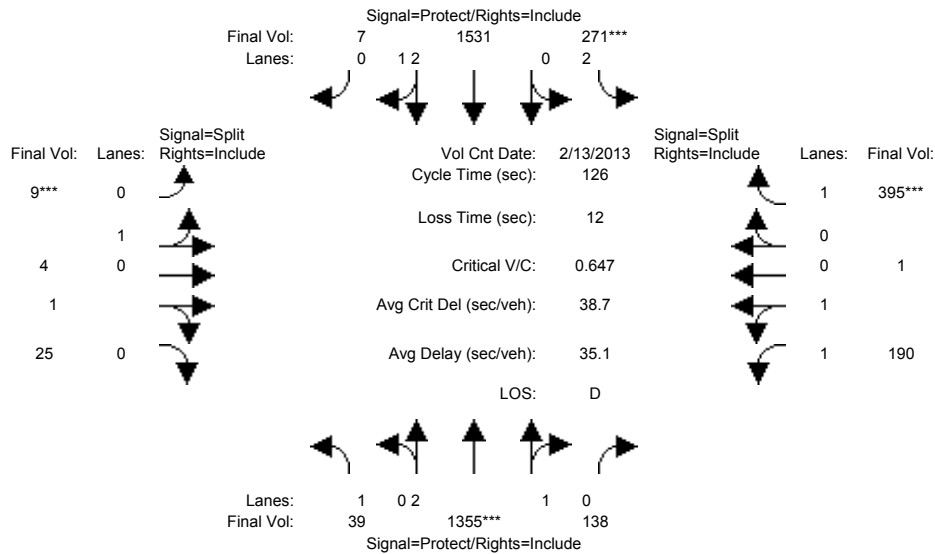 Signal=Protect/Rights=Include
Final Vol: 7 1531 271***
Lanes: 0 1 2 0 2
Signal=Split Signal=Split
Final Vol: Lanes: Rights=Include Vol Cnt Date: 2/13/2013 Rights=Include Lanes: Final Vol:
Cycle Time (sec): 126
9*** 0 1 395***
Loss Time (sec): 12
1 0
4 0 Critical V/C: 0.647 0 1
1 Avg Crit Del (sec/veh): 38.7 1
25 0 Avg Delay (sec/veh): 35.1 1 190
LOS: D
Lanes: 1 0 2 1 0
Final Vol: 39 1355*** 138
Signal=Protect/Rights=Include